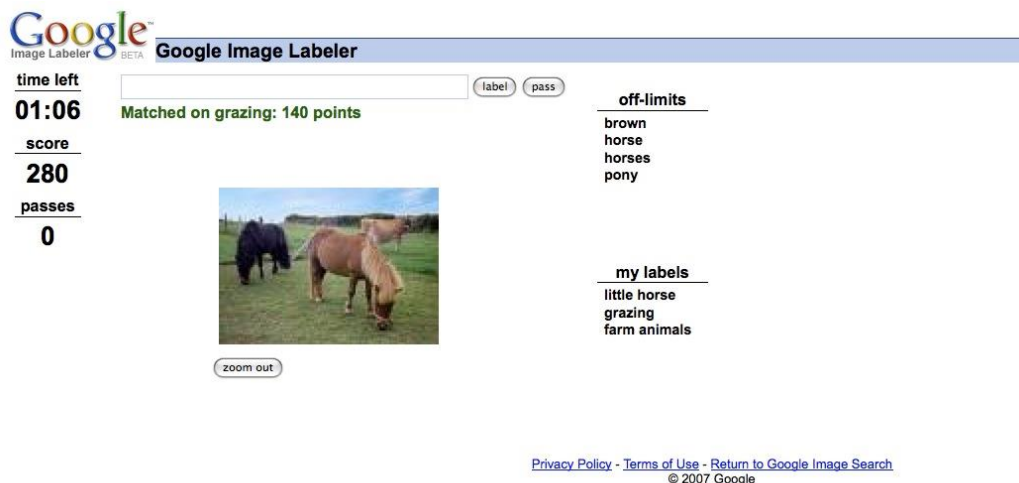 Google™
Image Labeler BETA
Google Image Labeler
time left
01:06
score
280
passes
0
label pass
Matched on grazing: 140 points
zoom out
off-limits
brown
horse
horses
pony
my labels
little horse
grazing
farm animals
Privacy Policy - Terms of Use - Return to Google Image Search
© 2007 Google